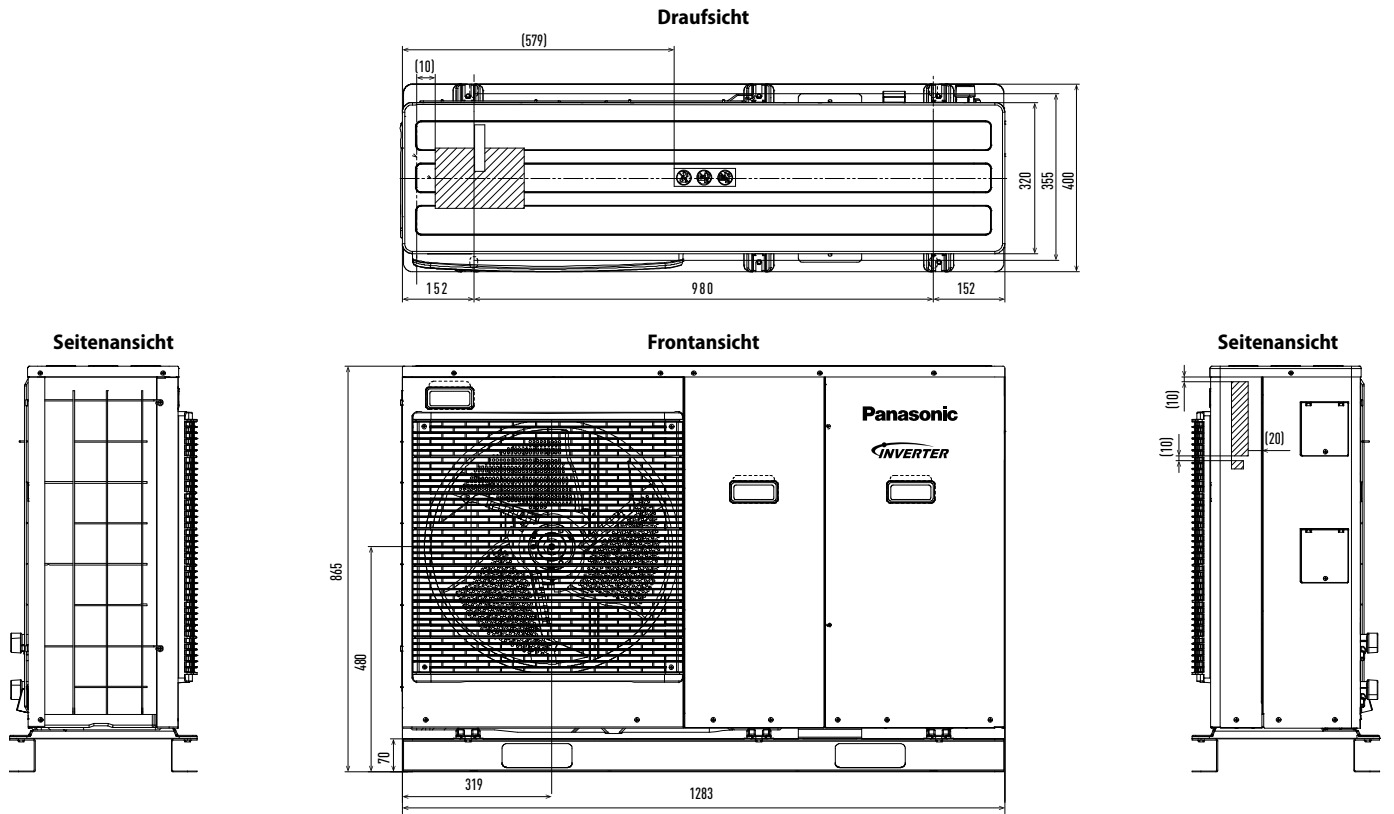 Draufsicht
(579)
(10)
320
355
400
152
980
152
Seitenansicht
Frontansicht
Seitenansicht
865
480
70
319
1283
Panasonic
INVERTER
(10)
(10)
(20)